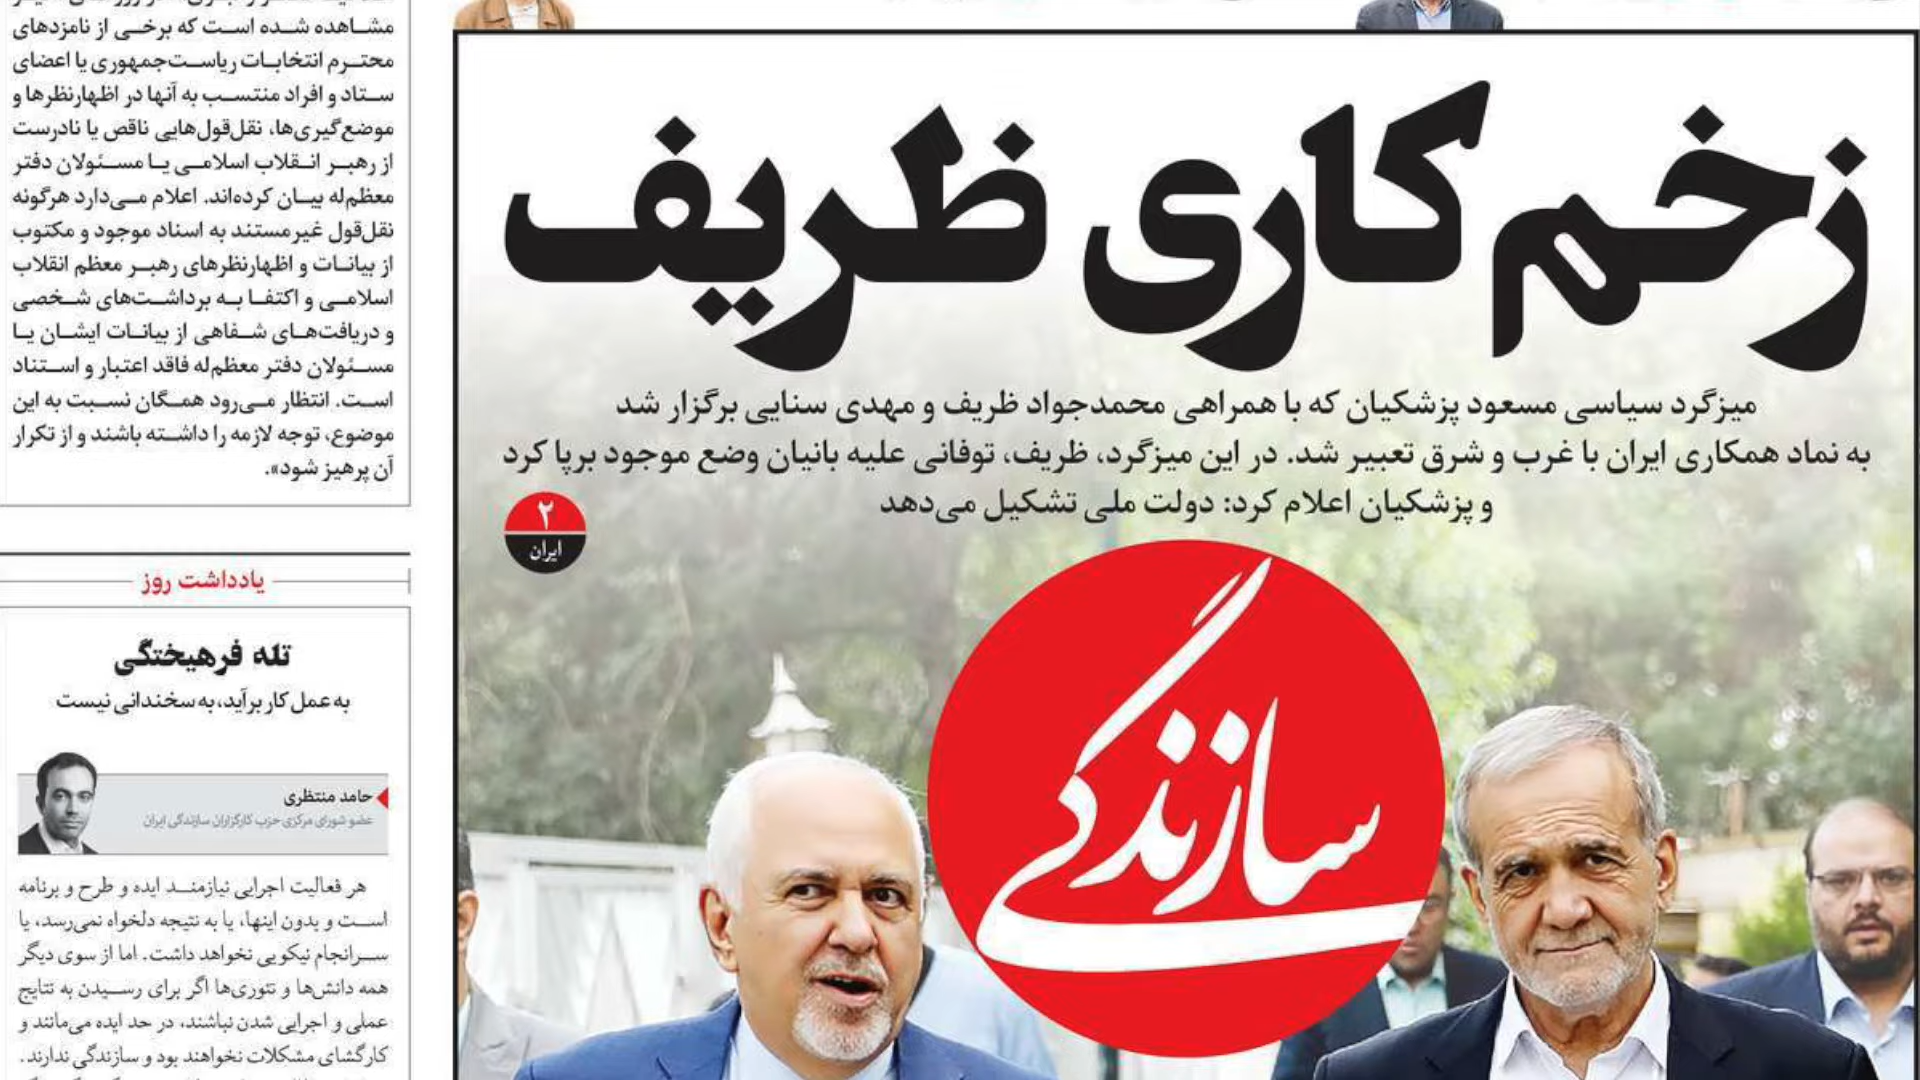 زخم کاری ظریف
میزگرد سیاسی مسعود پزشکیان که با همراهی محمدجواد ظریف و مهدی سنایی برگزار شد
به نماد همکاری ایران با غرب و شرق تعبیر شد. در این میزگرد، ظریف، توفانی علیه بانیان وضع موجود برپا کرد
و پزشکیان اعلام کرد: دولت ملی تشکیل می‌دهد
۲
ایران
سازندگی
مشاهده شده است که برخی از نامزدهای
محترم انتخابات ریاست‌جمهوری یا اعضای
ستاد و افراد منتسب به آنها در اظهارنظرها و
موضع‌گیری‌ها، نقل‌قول‌هایی ناقص یا نادرست
از رهبر انقلاب اسلامی یا مسئولان دفتر
معظم‌له بیان کرده‌اند. اعلام می‌دارد هرگونه
نقل‌قول غیرمستند به اسناد موجود و مکتوب
از بیانات و اظهارنظرهای رهبر معظم انقلاب
اسلامی و اکتفا به برداشت‌های شخصی
و دریافت‌های شفاهی از بیانات ایشان یا
مسئولان دفتر معظم‌له فاقد اعتبار و استناد
است. انتظار می‌رود همگان نسبت به این
موضوع، توجه لازمه را داشته باشند و از تکرار
آن پرهیز شود».
یادداشت روز
تله فرهیختگی
به عمل کار برآید، به سخندانی نیست
حامد منتظری
عضو شورای مرکزی حزب کارگزاران سازندگی ایران
هر فعالیت اجرایی نیازمند ایده و طرح و برنامه
است و بدون اینها، یا به نتیجه دلخواه نمی‌رسد، یا
سرانجام نیکویی نخواهد داشت. اما از سوی دیگر
همه دانش‌ها و تئوری‌ها اگر برای رسیدن به نتایج
عملی و اجرایی شدن نباشند، در حد ایده می‌مانند و
کارگشای مشکلات نخواهند بود و سازندگی ندارند.